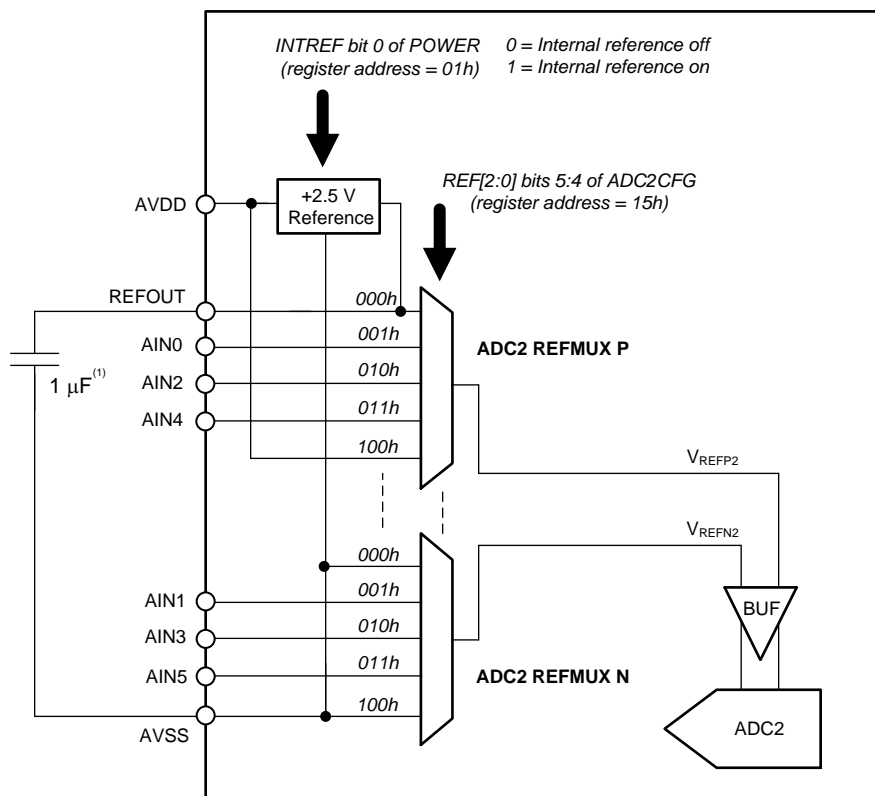 INTREF bit 0 of POWER
(register address = 01h)
0 = Internal reference off
1 = Internal reference on
+2.5 V
Reference
REF[2:0] bits 5:4 of ADC2CFG
(register address = 15h)
AVDD
REFOUT
000h
AIN0
001h
AIN2
010h
AIN4
011h
100h
1 μF(1)
ADC2 REFMUX P
VREFP2
VREFN2
000h
AIN1
001h
AIN3
010h
AIN5
011h
AVSS
100h
ADC2 REFMUX N
BUF
ADC2